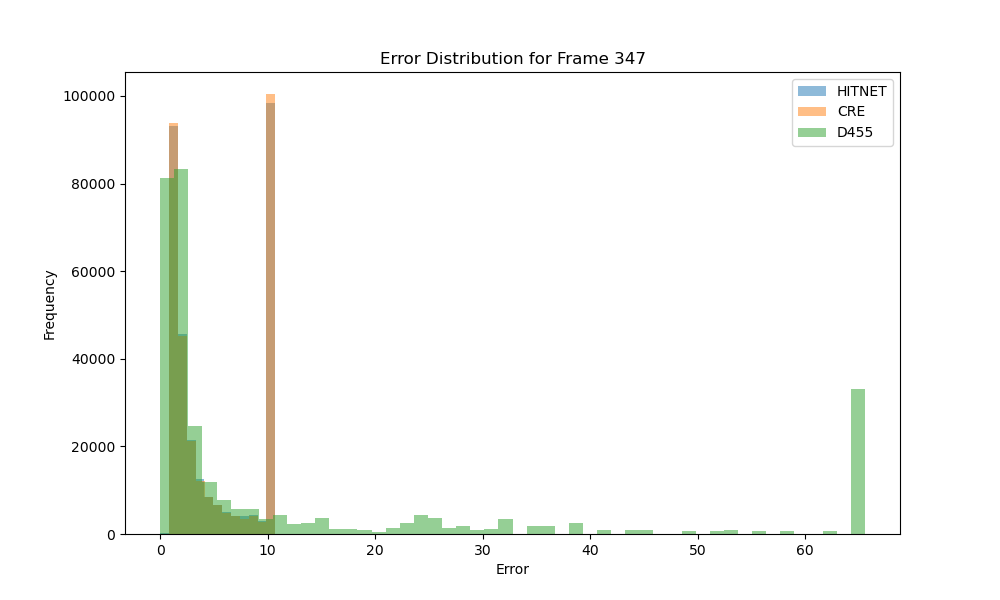 Error Distribution for Frame 347
HITNET
CRE
D455
100000
80000
60000
40000
20000
0
Frequency
0 10 20 30 40 50 60
Error